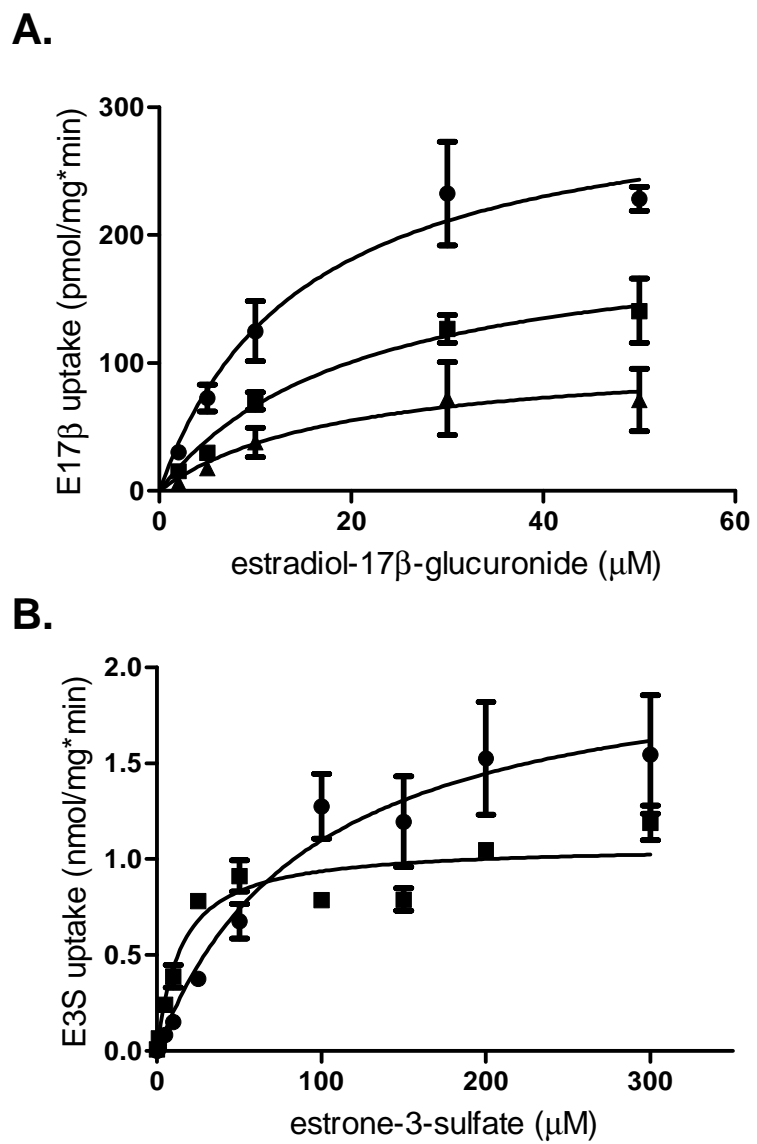 A.
E17β uptake (pmol/mg*min)
300
200
100
0
0 20 40 60
estradiol-17β-glucuronide (μM)
B.
E3S uptake (nmol/mg*min)
2.0
1.5
1.0
0.5
0.0
0 100 200 300
estrone-3-sulfate (μM)